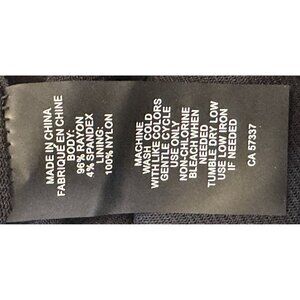 MADE IN CHINA
FABRIQUÉ EN CHINE
BODY:
96% RAYON
4% SPANDEX
LINING:
100% NYLON
MACHINE
WASH COLD
WITH LIKE COLORS
GENTLE CYCLE
USE ONLY
NON-CHLORINE
BLEACH WHEN
NEEDED
TUMBLE DRY LOW
USE LOW IRON
IF NEEDED
CA 57337